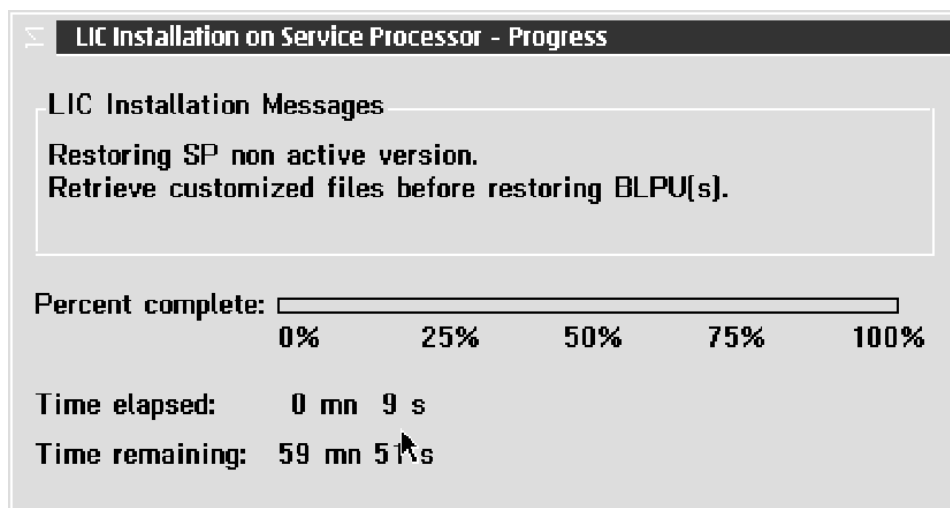 LIC Installation on Service Processor - Progress
LIC Installation Messages
Restoring SP non active version.
Retrieve customized files before restoring BLPU(s).
Percent complete:
0% 25% 50% 75% 100%
Time elapsed: 0 mn 9 s
Time remaining: 59 mn 51 s